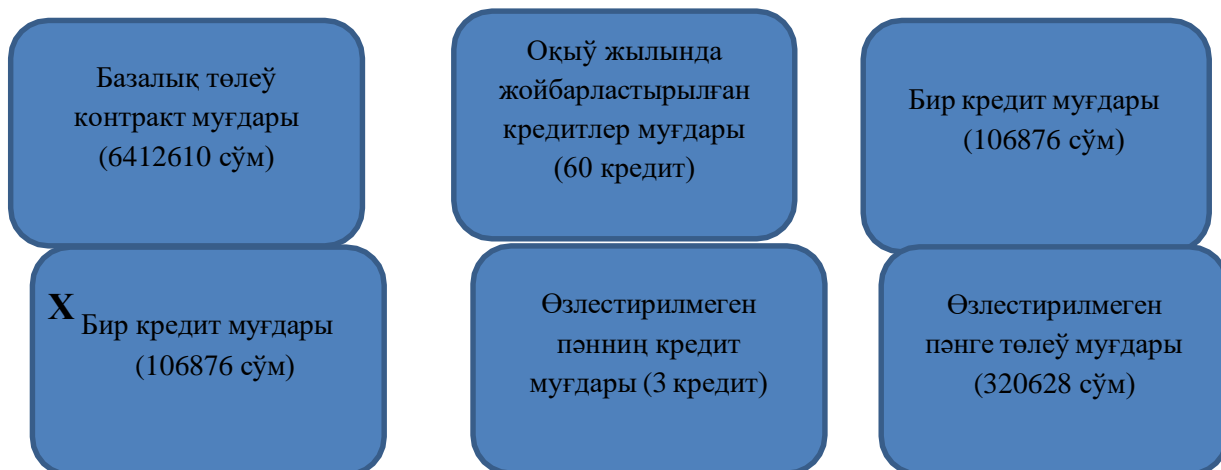 Базалық төлеў
контракт муғдары
(6412610 сўм)
Оқыў жылында
жойбарластырылған
кредитлер муғдары
(60 кредит)
Бир кредит муғдары
(106876 сўм)
X
Бир кредит муғдары
(106876 сўм)
Өзлестирилмеген
пәнниң кредит
муғдары (3 кредит)
Өзлестирилмеген
пәнге төлеў муғдары
(320628 сўм)